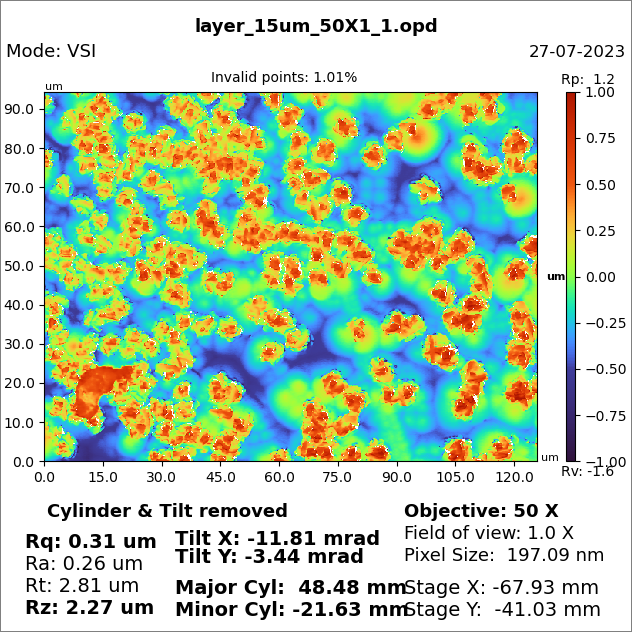 layer_15um_50X1_1.opd
Mode: VSI
27-07-2023
Invalid points: 1.01%
Rp: 1.2
um
90.0
80.0
70.0
60.0
50.0
40.0
30.0
20.0
10.0
0.0
0.0 15.0 30.0 45.0 60.0 75.0 90.0 105.0 120.0
um
1.00
0.75
0.50
0.25
um 0.00
−0.25
−0.50
−0.75
−1.00
Rv: -1.6
Cylinder & Tilt removed
Rq: 0.31 um
Ra: 0.26 um
Rt: 2.81 um
Rz: 2.27 um
Tilt X: -11.81 mrad
Tilt Y: -3.44 mrad
Major Cyl: 48.48 mm
Minor Cyl: -21.63 mm
Objective: 50 X
Field of view: 1.0 X
Pixel Size: 197.09 nm
Stage X: -67.93 mm
Stage Y: -41.03 mm